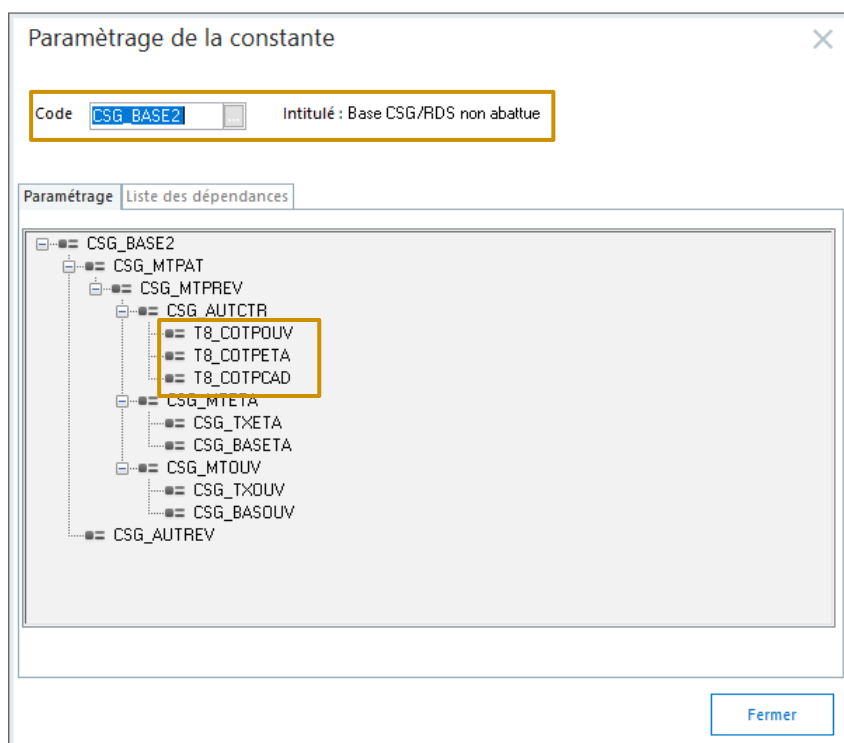 Paramètrage de la constante
Code CSG_BASE2 ... Intitulé : Base CSG/RDS non abattue
Paramétrage Liste des dépendances
CSG_BASE2
CSG_MTPAT
CSG_MTPREV
CSG_AUTCTR
T8_COTPOUV
T8_COTPETA
T8_COTPCAD
CSG_MTETA
CSG_TXETA
CSG_BASETA
CSG_MTOUV
CSG_TXOUV
CSG_BASOUV
CSG_AUTREV
Fermer